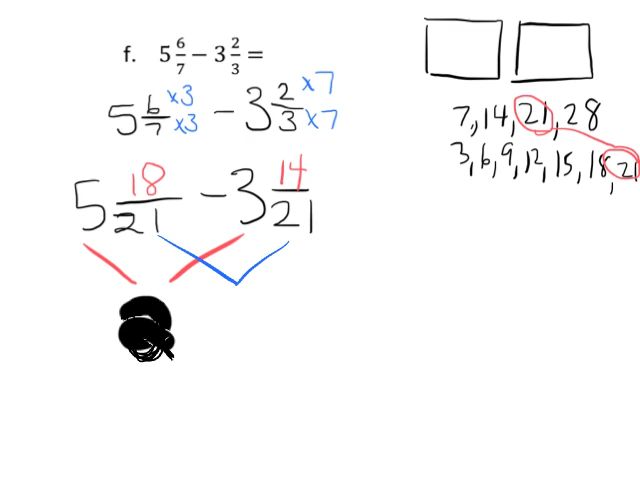 f. 5 6/7 − 3 2/3 =
5 6/7 ×3 ×3 − 3 2/3 ×7 ×7
7, 14, 21, 28
3, 6, 9, 12, 15, 18, 21
5 18/21 − 3 14/21